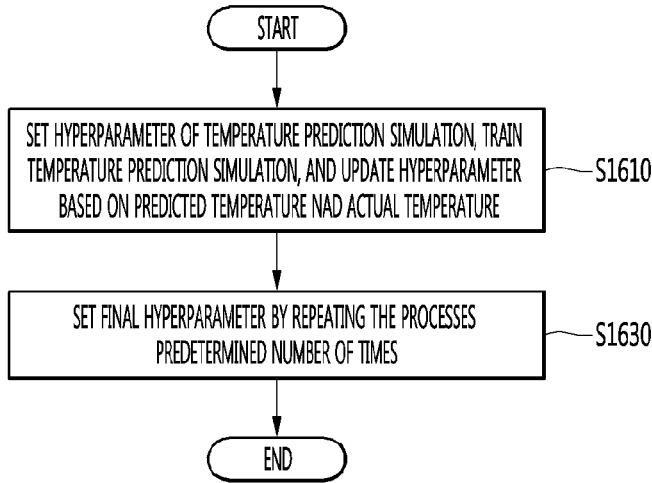 START
SET HYPERPARAMETER OF TEMPERATURE PREDICTION SIMULATION, TRAIN
TEMPERATURE PREDICTION SIMULATION, AND UPDATE HYPERPARAMETER
BASED ON PREDICTED TEMPERATURE NAD ACTUAL TEMPERATURE
S1610
SET FINAL HYPERPARAMETER BY REPEATING THE PROCESSES
PREDETERMINED NUMBER OF TIMES
S1630
END